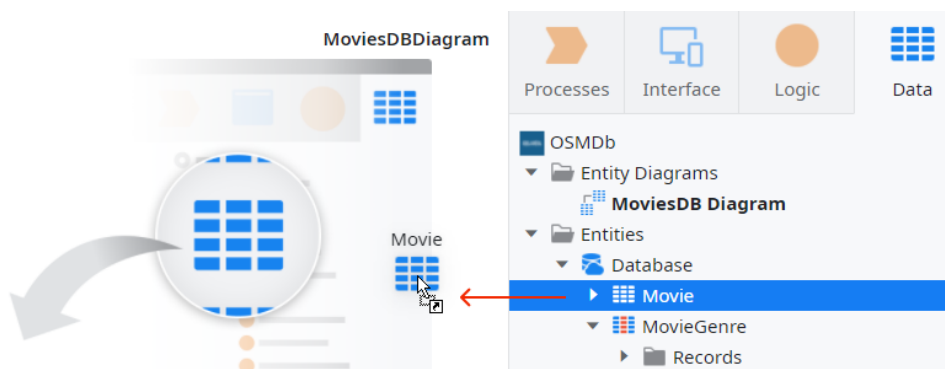 MoviesDBDiagram
Movie
Processes
Interface
Logic
Data
OSMDb
Entity Diagrams
MoviesDB Diagram
Entities
Database
Movie
MovieGenre
Records